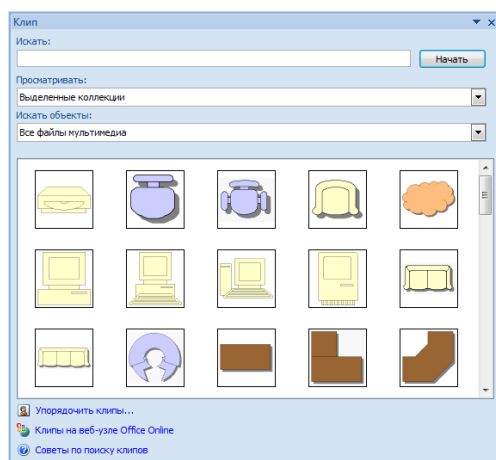 Клип
Искать:
Начать
Просматривать:
Выделенные коллекции
Искать объекты:
Все файлы мультимедиа
Упорядочить клипы...
Клипы на веб-узле Office Online
Советы по поиску клипов